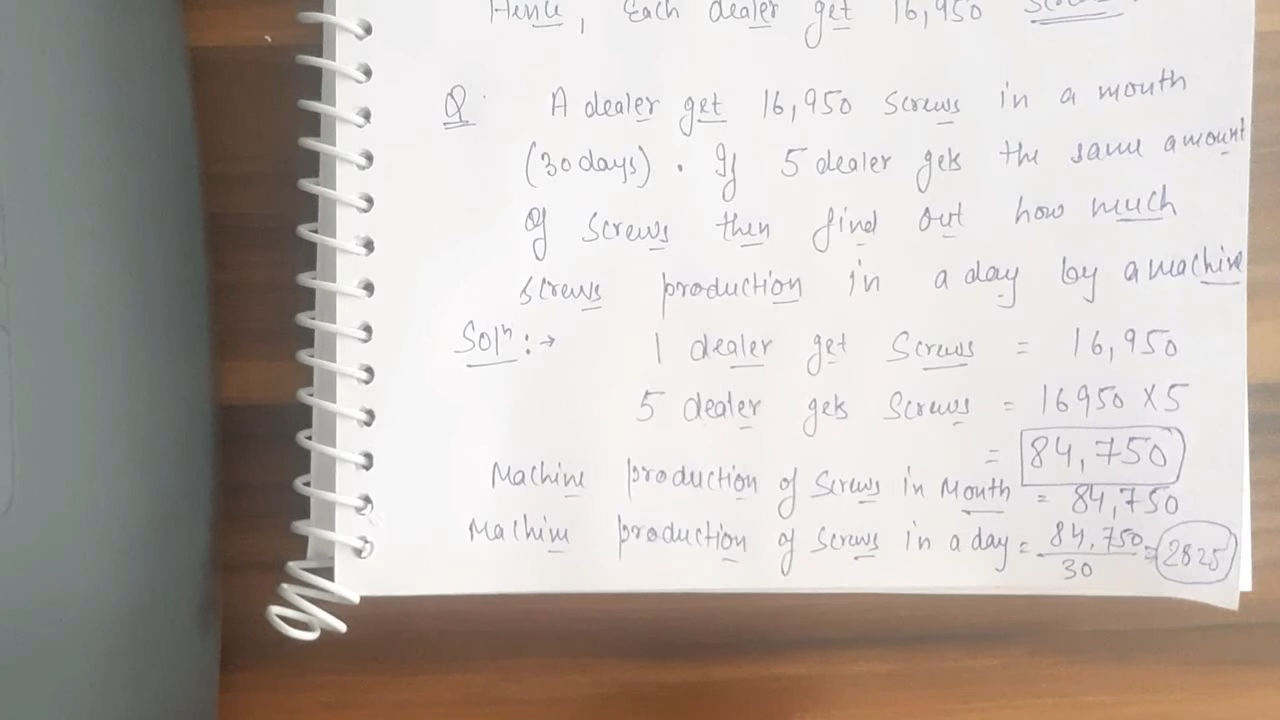 Hence, Each dealer get 16,950 screws.
Q. A dealer get 16,950 screws in a mouth
(30 days). If 5 dealer gets the same amount
of screws then find out how much
screws production in a day by a machine
Solⁿ :→ 1 dealer get Screws = 16,950
5 dealer gets Screws = 16950 X 5
= 84,750
Machine production of Screws in Mouth = 84,750
Machine production of screws in a day = 84,750/30 = 2825